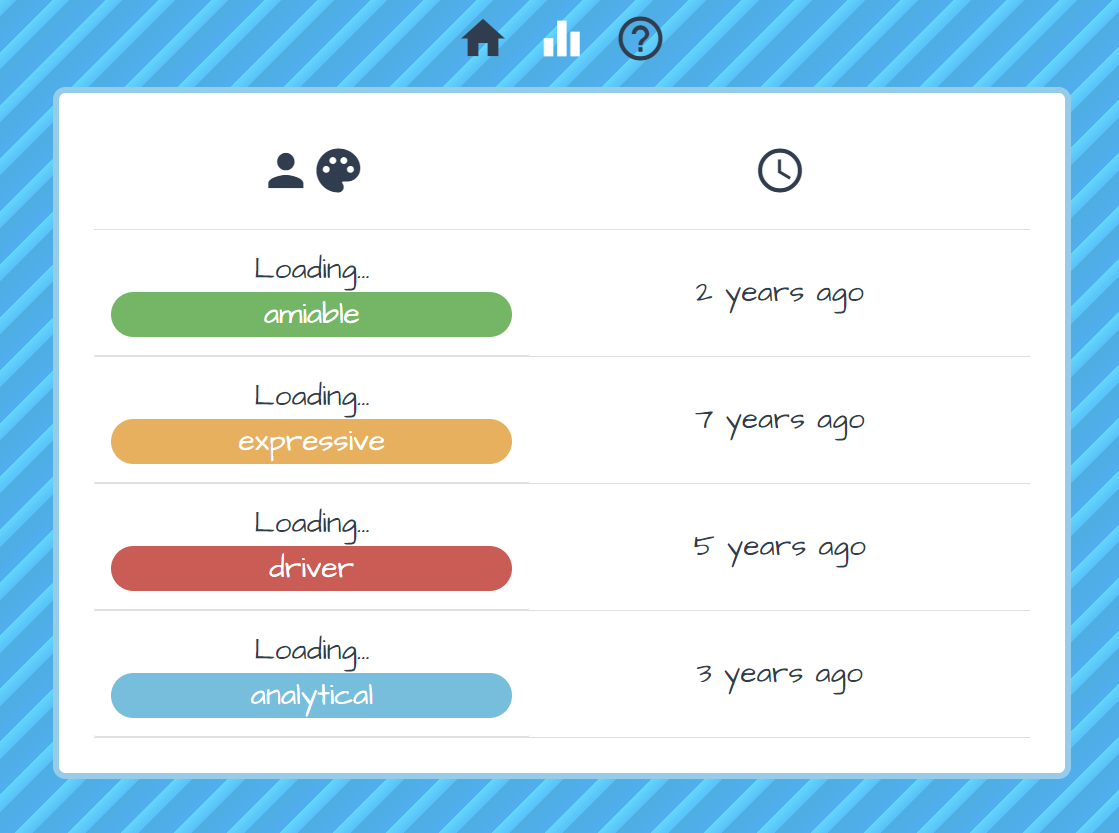 Loading...
amiable
2 years ago
Loading...
expressive
7 years ago
Loading...
driver
5 years ago
Loading...
analytical
3 years ago